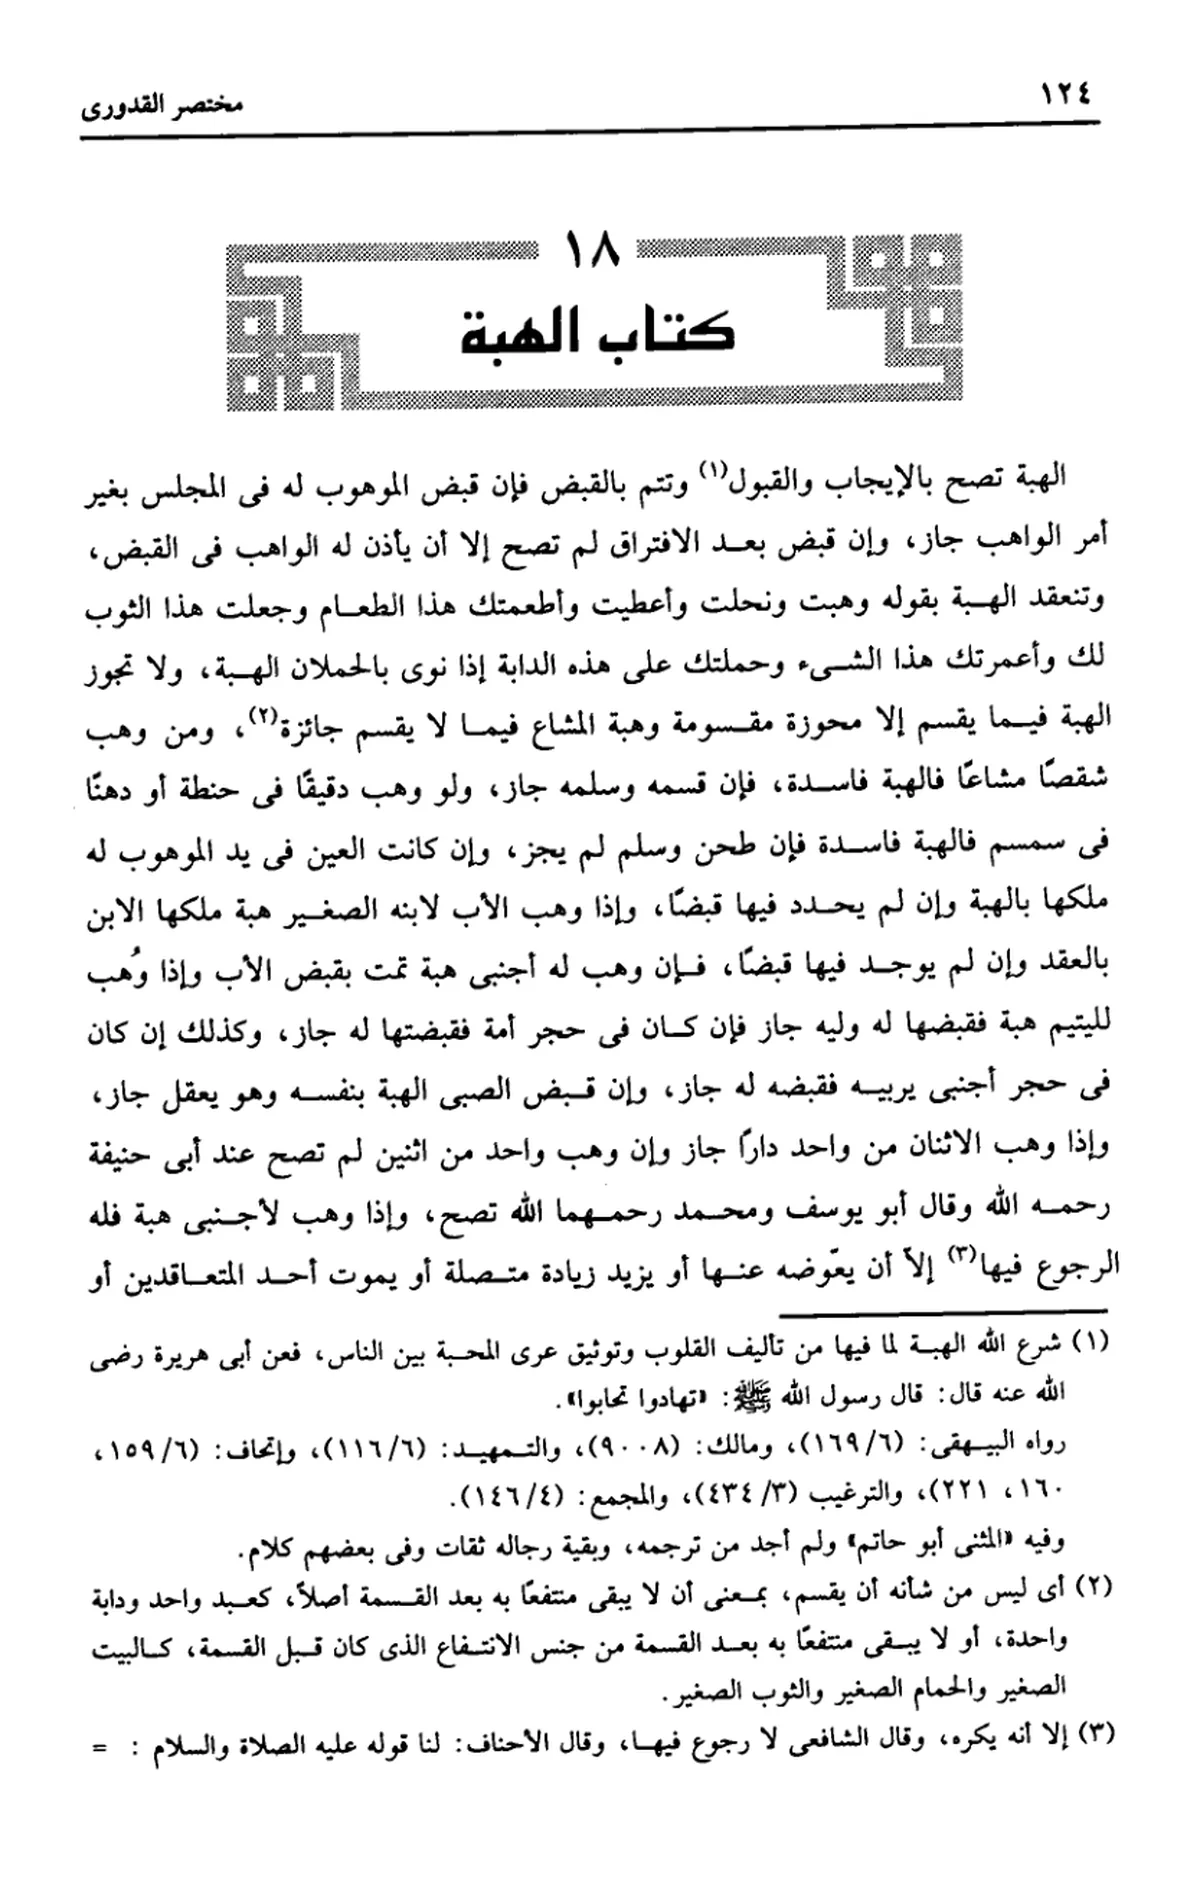 ١٢٤
مختصر القدورى
١٨
كتاب الهبة
الهبة تصح بالإيجاب والقبول(١) وتتم بالقبض فإن قبض الموهوب له فى المجلس بغير
أمر الواهب جاز، وإن قبض بعد الافتراق لم تصح إلا أن يأذن له الواهب فى القبض،
وتنعقد الهبة بقوله وهبت ونحلت وأعطيت وأطعمتك هذا الطعام وجعلت هذا الثوب
لك وأعمرتك هذا الشىء وحملتك على هذه الدابة إذا نوى بالحملان الهبة، ولا تجوز
الهبة فيما يقسم إلا محوزة مقسومة وهبة المشاع فيما لا يقسم جائزة(٢)، ومن وهب
شقصًا مشاعًا فالهبة فاسدة، فإن قسمه وسلمه جاز، ولو وهب دقيقًا فى حنطة أو دهنًا
فى سمسم فالهبة فاسدة فإن طحن وسلم لم يجز، وإن كانت العين فى يد الموهوب له
ملكها بالهبة وإن لم يحدد فيها قبضًا، وإذا وهب الأب لابنه الصغير هبة ملكها الابن
بالعقد وإن لم يوجد فيها قبضًا، فإن وهب له أجنبى هبة تمت بقبض الأب وإذا وُهب
لليتيم هبة فقبضها له وليه جاز فإن كان فى حجر أمة فقبضتها له جاز، وكذلك إن كان
فى حجر أجنبى يربيه فقبضه له جاز، وإن قبض الصبى الهبة بنفسه وهو يعقل جاز،
وإذا وهب الاثنان من واحد دارًا جاز وإن وهب واحد من اثنين لم تصح عند أبى حنيفة
رحمه الله وقال أبو يوسف ومحمد رحمهما الله تصح، وإذا وهب لأجنبى هبة فله
الرجوع فيها(٣) إلاّ أن يعّوضه عنها أو يزيد زيادة متصلة أو يموت أحد المتعاقدين أو
(١) شرع الله الهبة لما فيها من تأليف القلوب وتوثيق عرى المحبة بين الناس، فعن أبى هريرة رضى
الله عنه قال: قال رسول الله ﷺ: «تهادوا تحابوا».
رواه البيهقى: (١٦٩/٦)، ومالك: (٩٠٠٨)، والتمهيد: (١١٦/٦)، وإتحاف: (١٥٩/٦،
١٦٠، ٢٢١)، والترغيب (٤٣٤/٣)، والمجمع: (١٤٦/٤).
وفيه «المثنى أبو حاتم» ولم أجد من ترجمه، وبقية رجاله ثقات وفى بعضهم كلام.
(٢) أى ليس من شأنه أن يقسم، بمعنى أن لا يبقى منتفعًا به بعد القسمة أصلاً، كعبد واحد ودابة
واحدة، أو لا يبقى منتفعًا به بعد القسمة من جنس الانتفاع الذى كان قبل القسمة، كالبيت
الصغير والحمام الصغير والثوب الصغير.
(٣) إلا أنه يكره، وقال الشافعى لا رجوع فيها، وقال الأحناف: لنا قوله عليه الصلاة والسلام : =